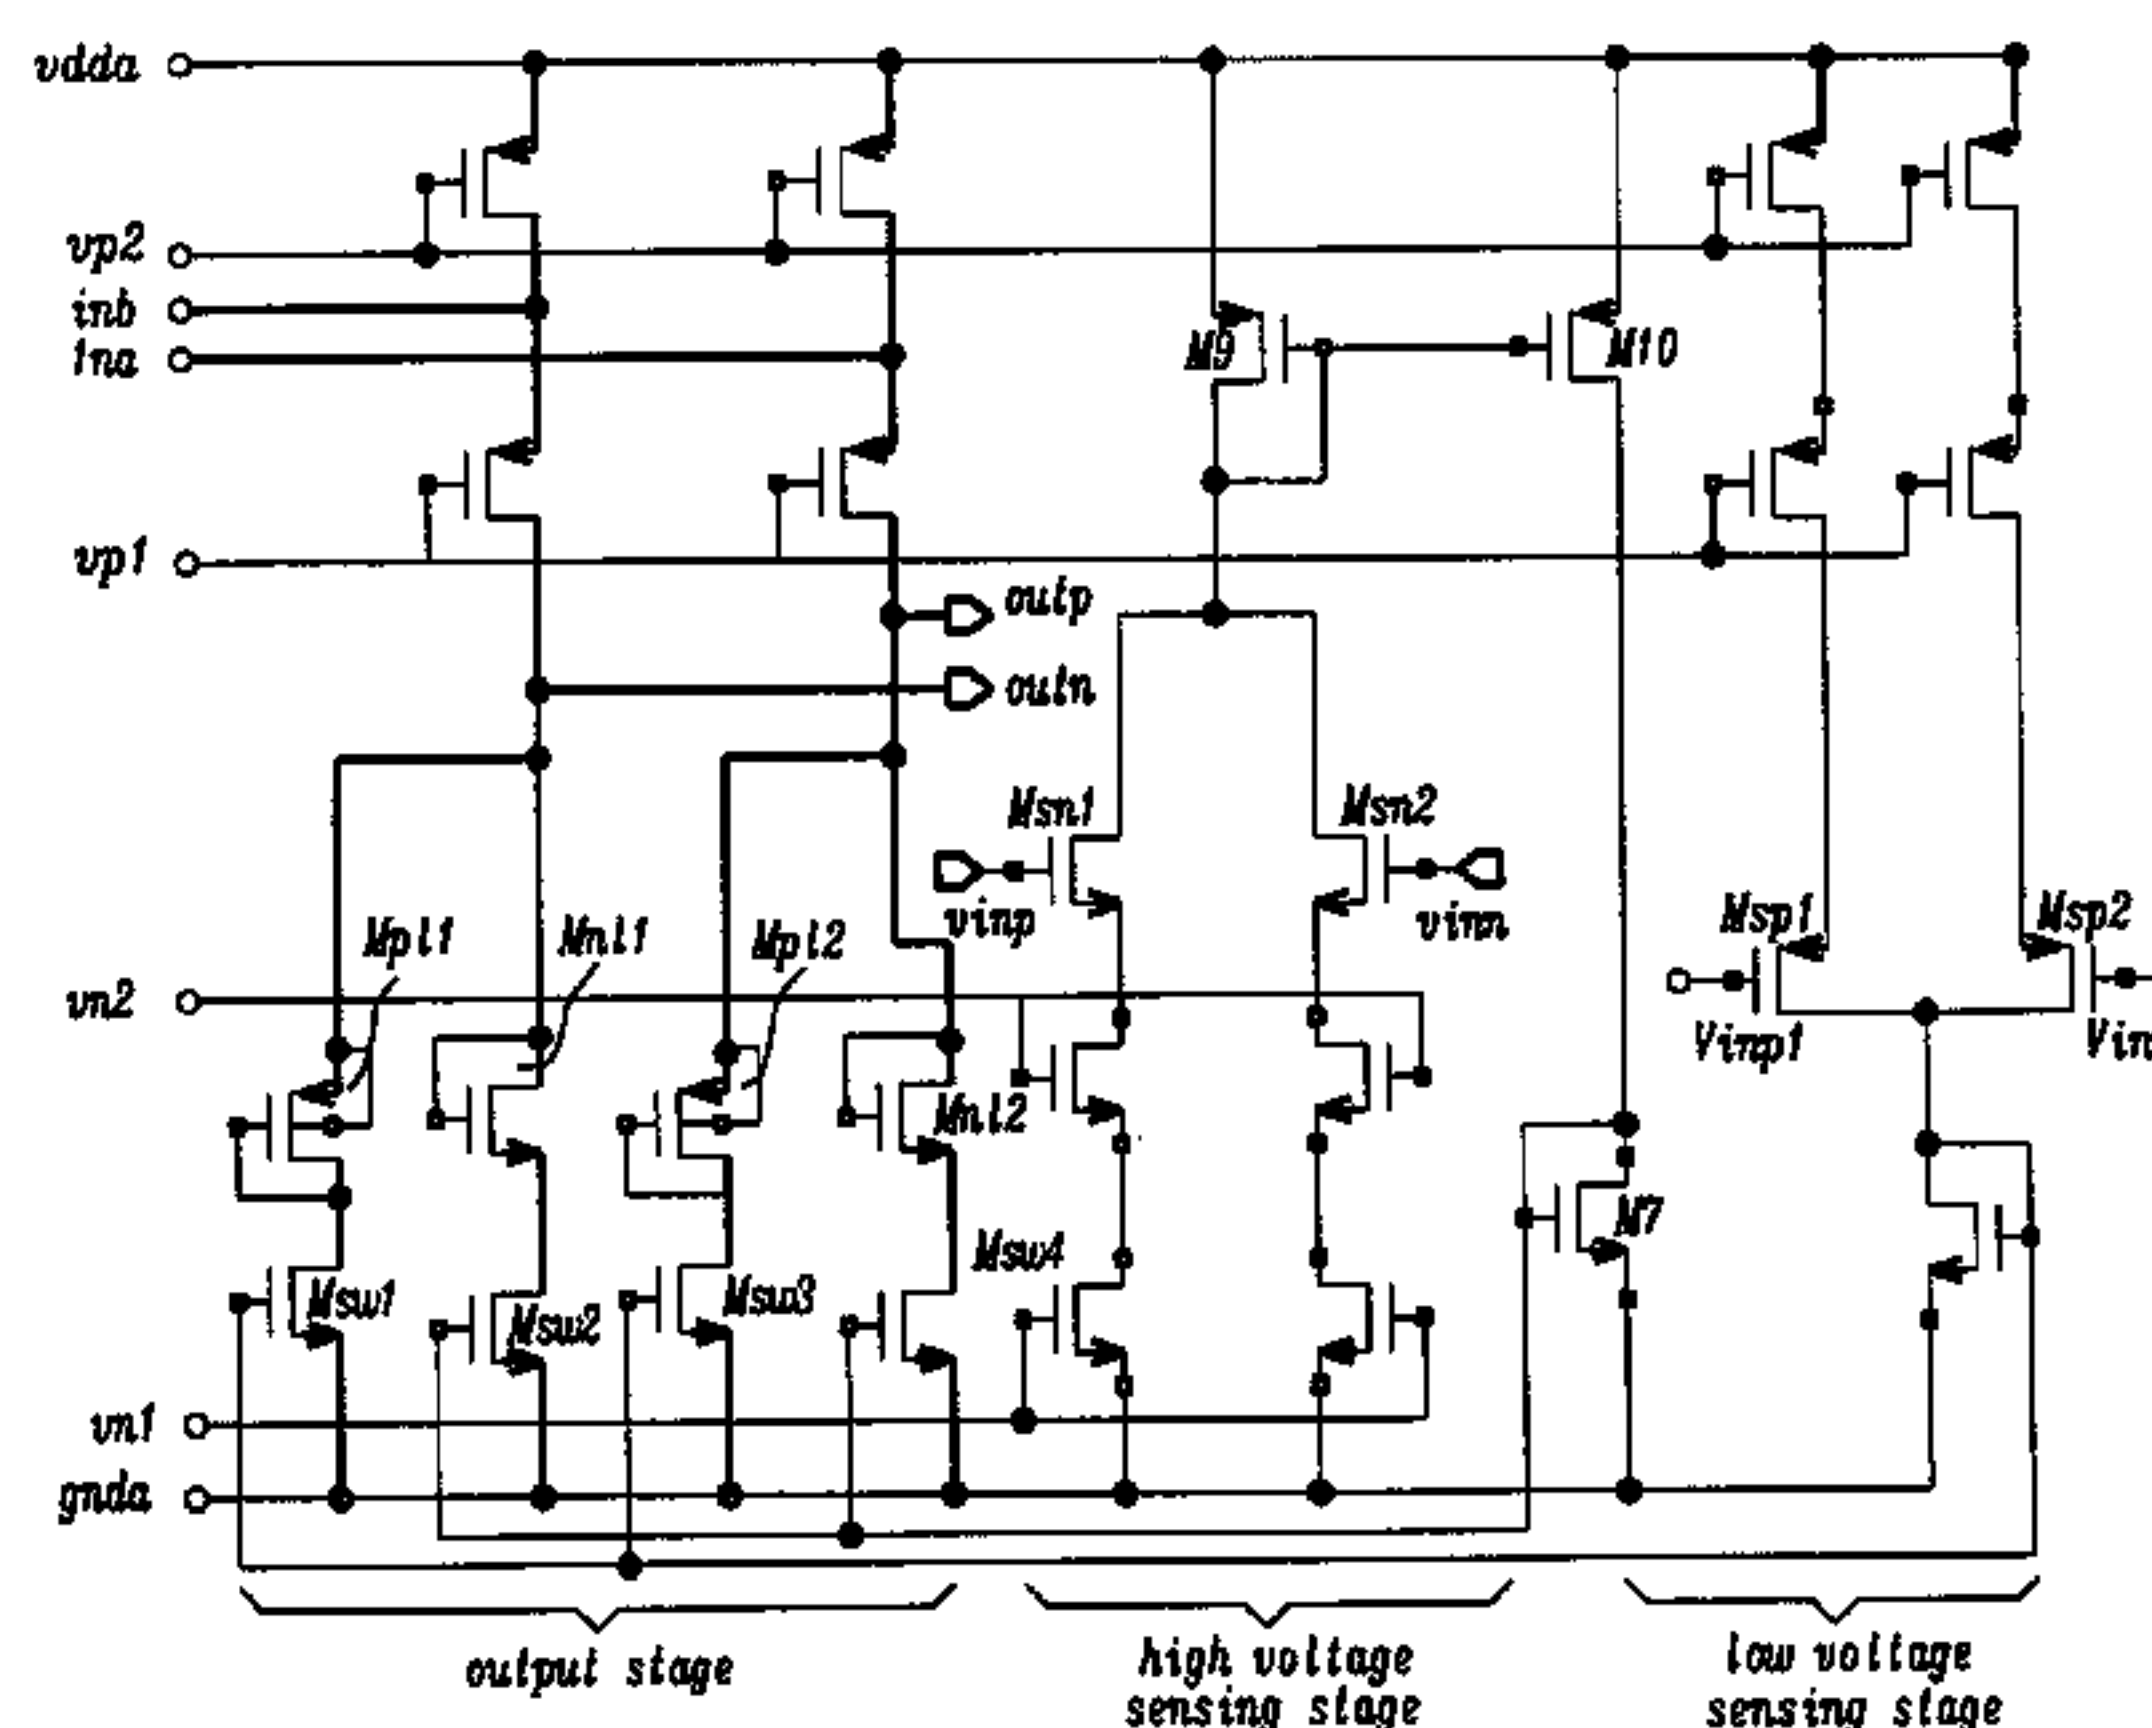 vdda
vp2
inb
ina
M9
M10
vp1
outp
outn
Msn1
Msn2
vinp
vinn
Msp1
Msp2
Mpl1
Mnl1
Mpl2
vn2
Vinp1
Mnl2
M7
Msw4
Msw1
Msw2
Msw3
vn1
gnda
output stage
high voltage
sensing stage
low voltage
sensing stage